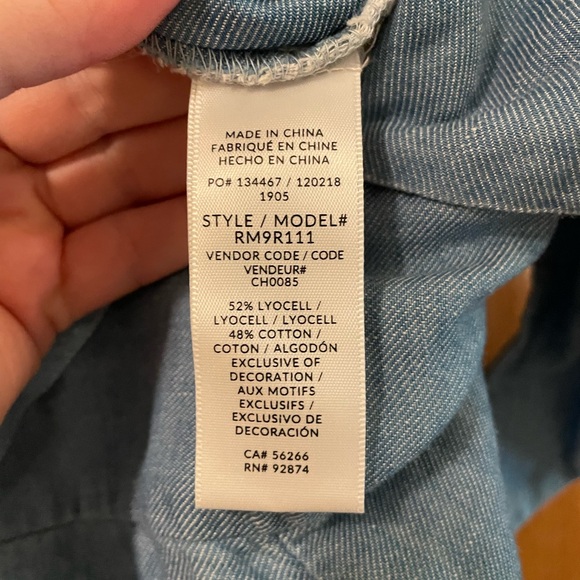 MADE IN CHINA
FABRIQUÉ EN CHINE
HECHO EN CHINA
PO# 134467 / 120218
1905
STYLE / MODEL#
RM9R111
VENDOR CODE / CODE
VENDEUR#
CH0085
52% LYOCELL /
LYOCELL / LYOCELL
48% COTTON /
COTON / ALGODÓN
EXCLUSIVE OF
DECORATION /
AUX MOTIFS
EXCLUSIFS /
EXCLUSIVO DE
DECORACIÓN
CA# 56266
RN# 92874